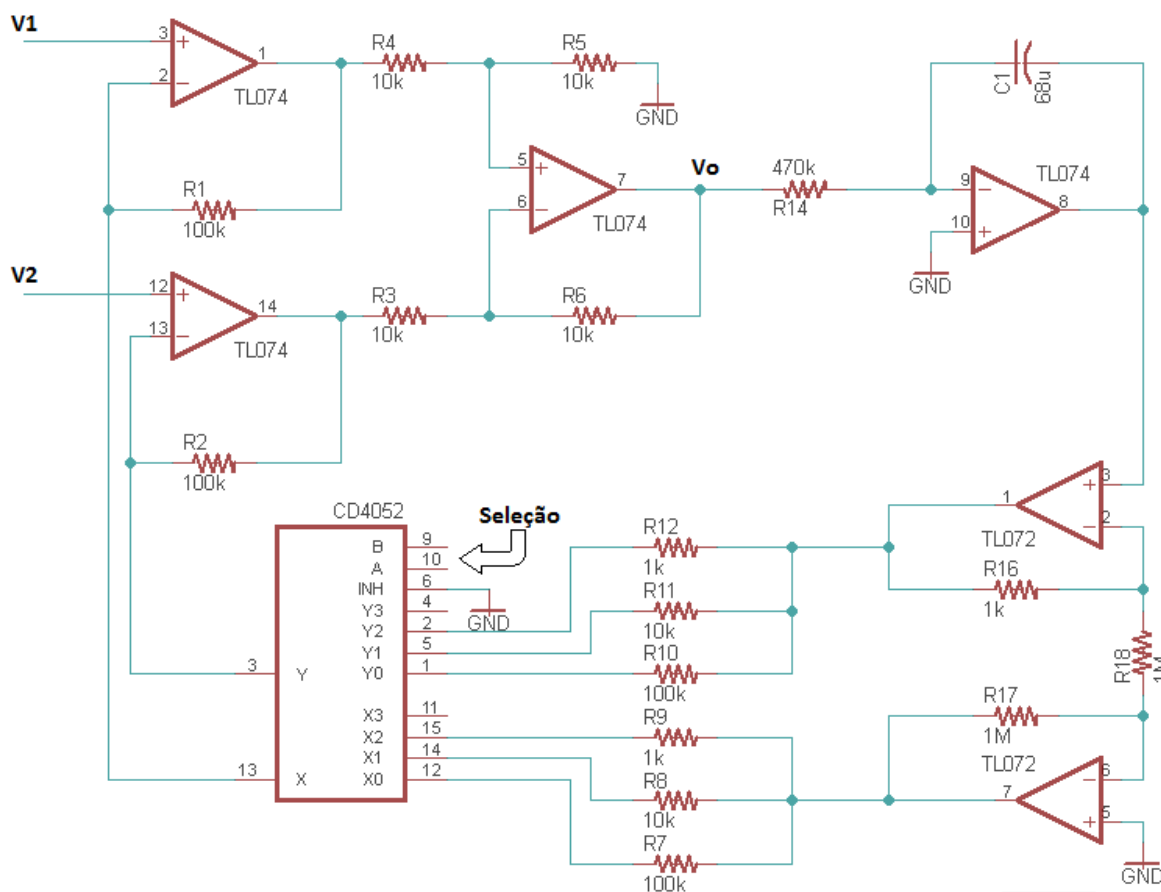 V1
3
2
1
TL074
R4
10k
R5
10k
GND
C1
68u
R1
100k
5
6
7
TL074
Vo
470k
R14
9
10
8
TL074
GND
V2
12
13
14
TL074
R3
10k
R6
10k
R2
100k
CD4052
Seleção
B 9
A 10
INH 6
Y3 4
Y2 2
Y1 5
Y0 1
X3 11
X2 15
X1 14
X0 12
3 Y
13 X
GND
R12
1k
R11
10k
R10
100k
R9
1k
R8
10k
R7
100k
1
3
2
TL072
R16
1k
R18
1M
R17
1M
TL072
7
6
5
GND